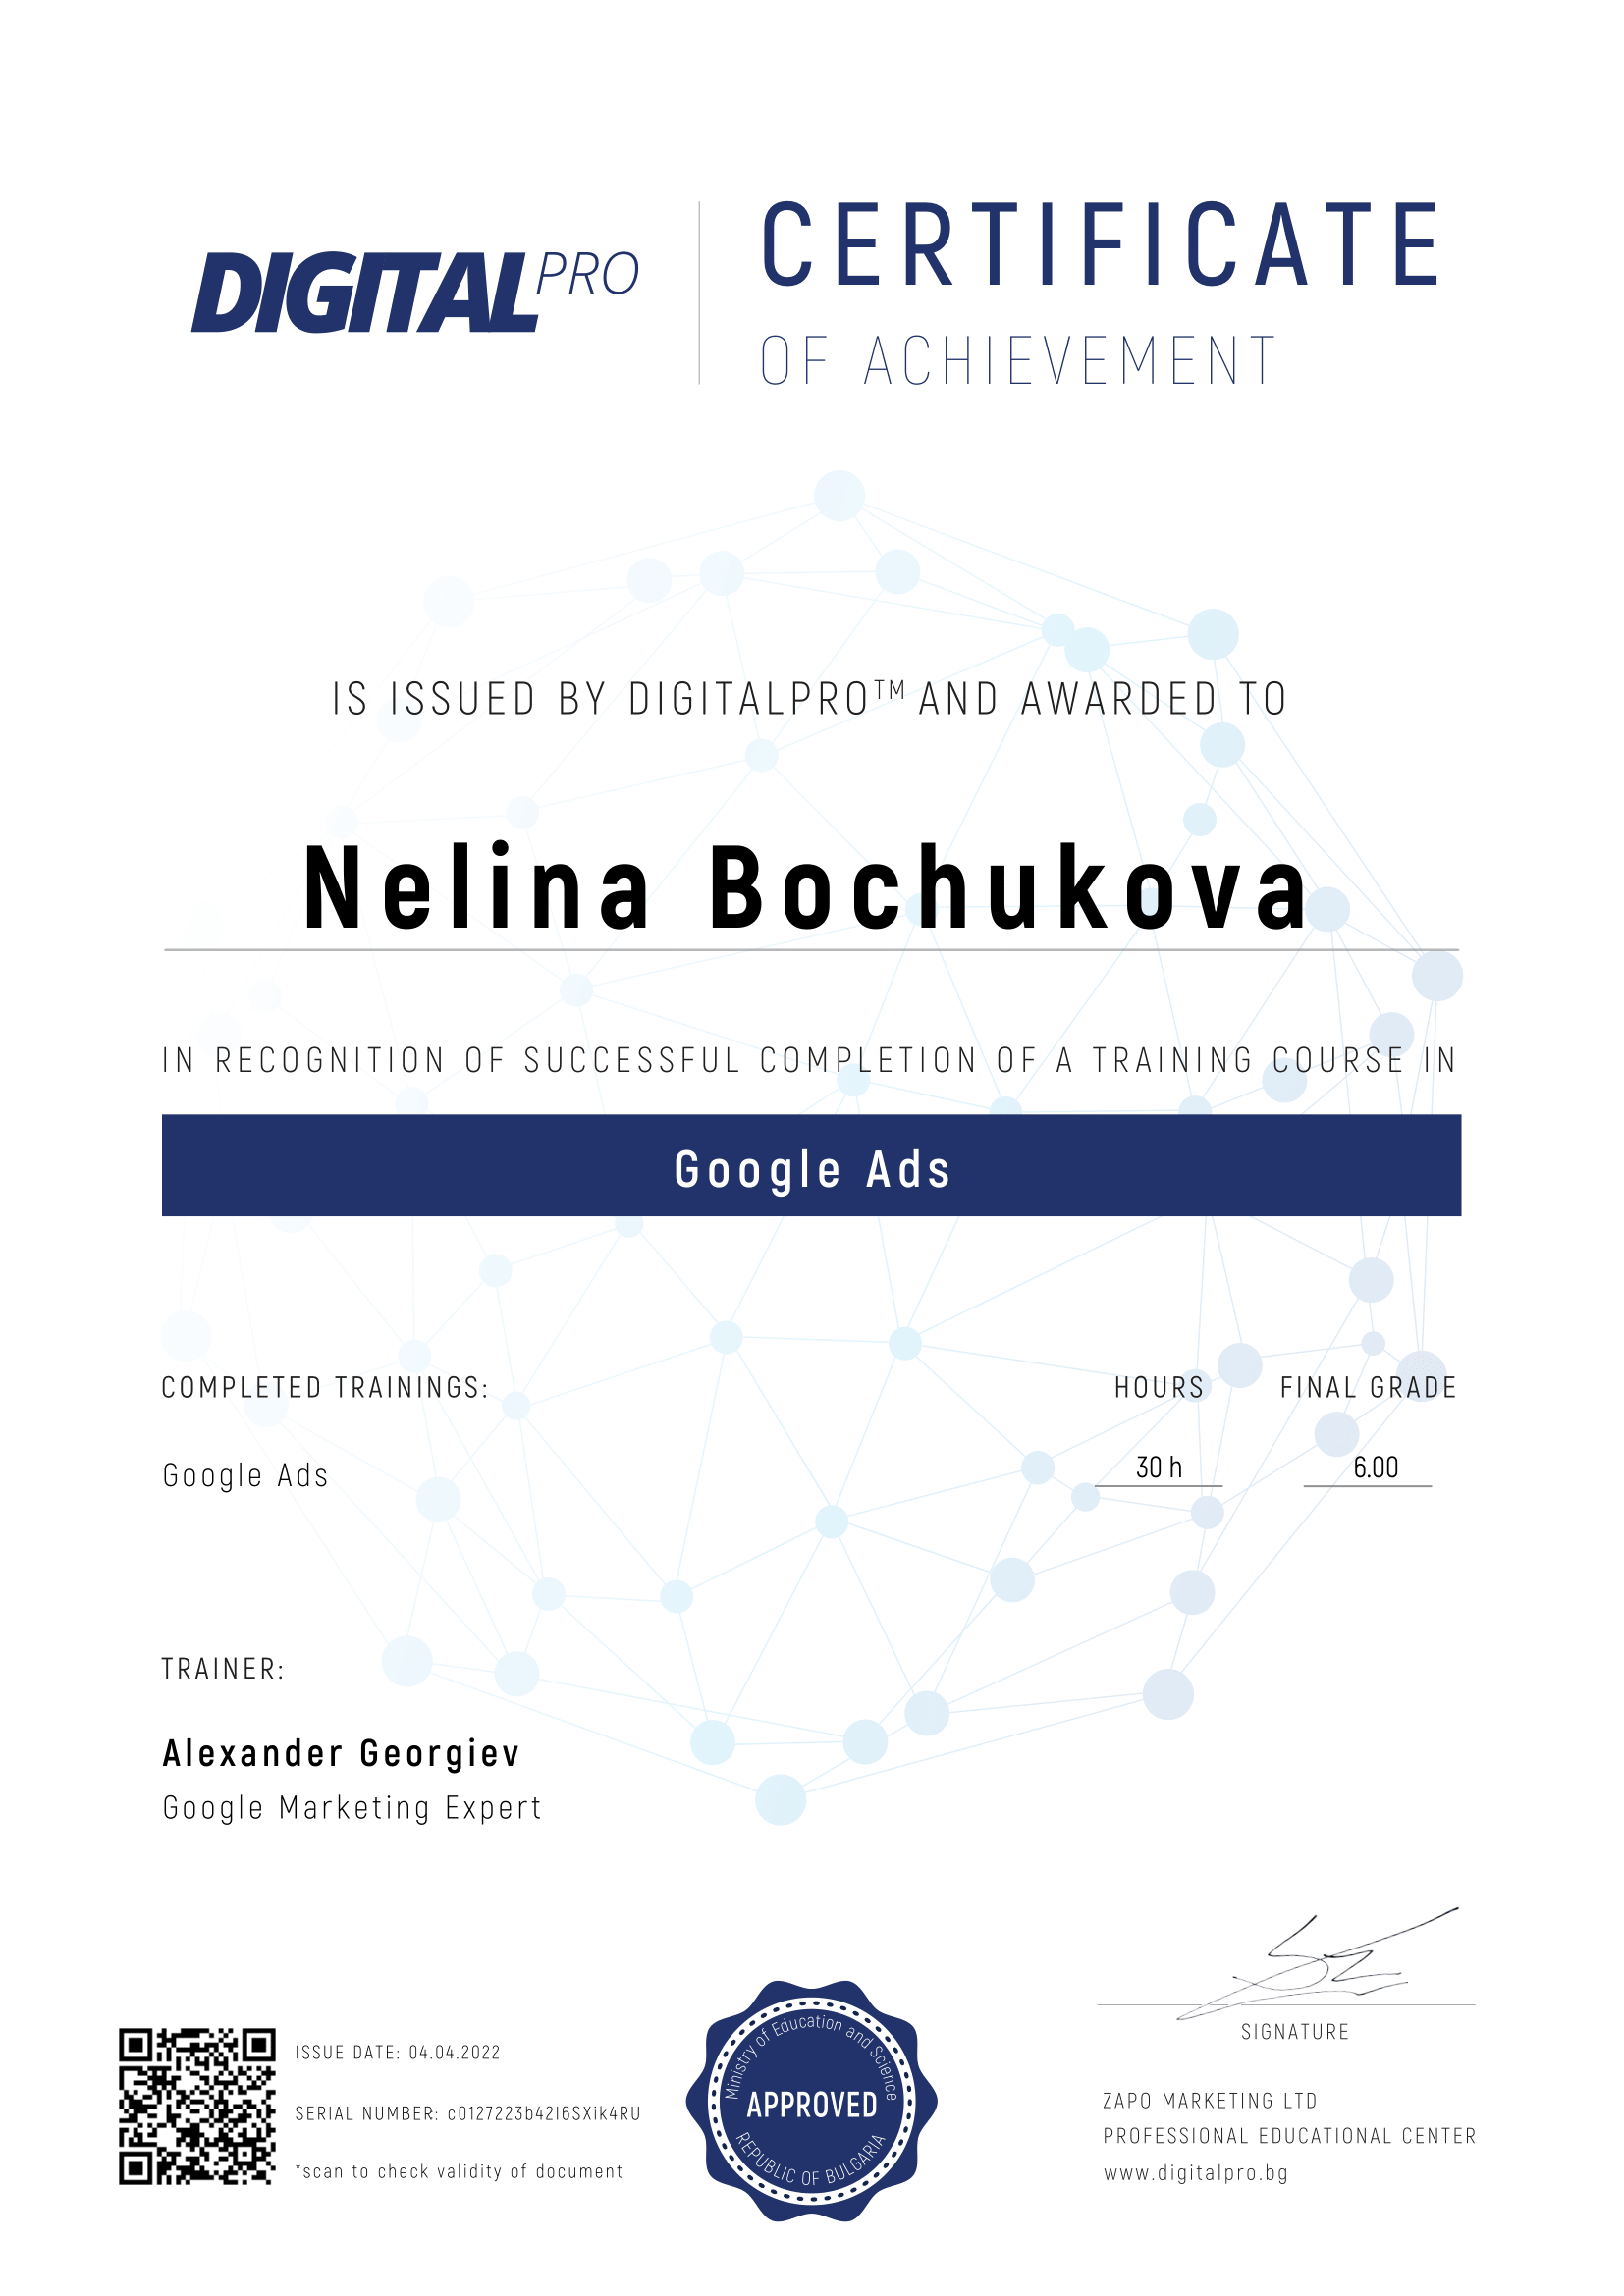 DIGITAL PRO
CERTIFICATE
OF ACHIEVEMENT
IS ISSUED BY DIGITALPRO™ AND AWARDED TO
Nelina Bochukova
IN RECOGNITION OF SUCCESSFUL COMPLETION OF A TRAINING COURSE IN
Google Ads
COMPLETED TRAININGS: HOURS FINAL GRADE
Google Ads 30 h 6.00
TRAINER:
Alexander Georgiev
Google Marketing Expert
ISSUE DATE: 04.04.2022
SERIAL NUMBER: c0127223b42I6SXik4RU
*scan to check validity of document
Ministry of Education and Science
APPROVED
REPUBLIC OF BULGARIA
SIGNATURE
ZAPO MARKETING LTD
PROFESSIONAL EDUCATIONAL CENTER
www.digitalpro.bg